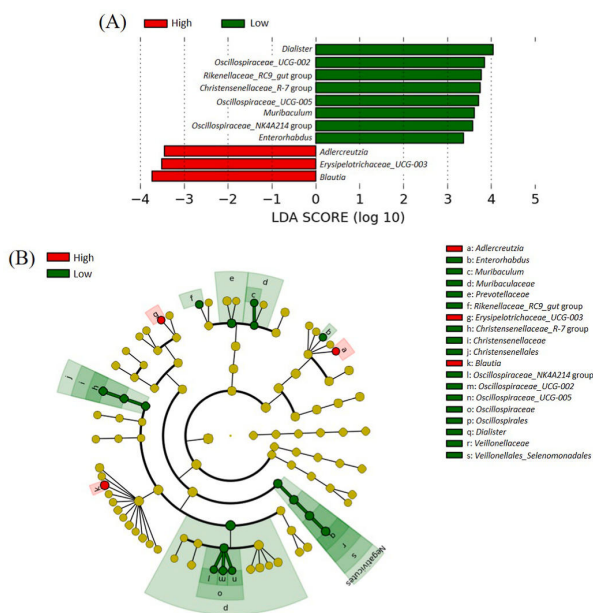 (A)
High
Low
Dialister
Oscillospiraceae_UCG-002
Rikenellaceae_RC9_gut group
Christensenellaceae_R-7 group
Oscillospiraceae_UCG-005
Muribaculum
Oscillospiraceae_NK4A214 group
Enterorhabdus
Adlercreutzia
Erysipelotrichaceae_UCG-003
Blautia
−4 −3 −2 −1 0 1 2 3 4 5
LDA SCORE (log 10)
(B)
High
Low
a: Adlercreutzia
b: Enterorhabdus
c: Muribaculum
d: Muribaculaceae
e: Prevotellaceae
f: Rikenellaceae_RC9_gut group
g: Erysipelotrichaceae_UCG-003
h: Christensenellaceae_R-7 group
i: Christensenellaceae
j: Christensenellales
k: Blautia
l: Oscillospiraceae_NK4A214 group
m: Oscillospiraceae_UCG-002
n: Oscillospiraceae_UCG-005
o: Oscillospiraceae
p: Oscillospirales
q: Dialister
r: Veillonellaceae
s: Veillonellales_Selenomonadales
e
d
f
c
g
b
a
j i h
k
q
r
s
Negativicutes
l m n
o
p